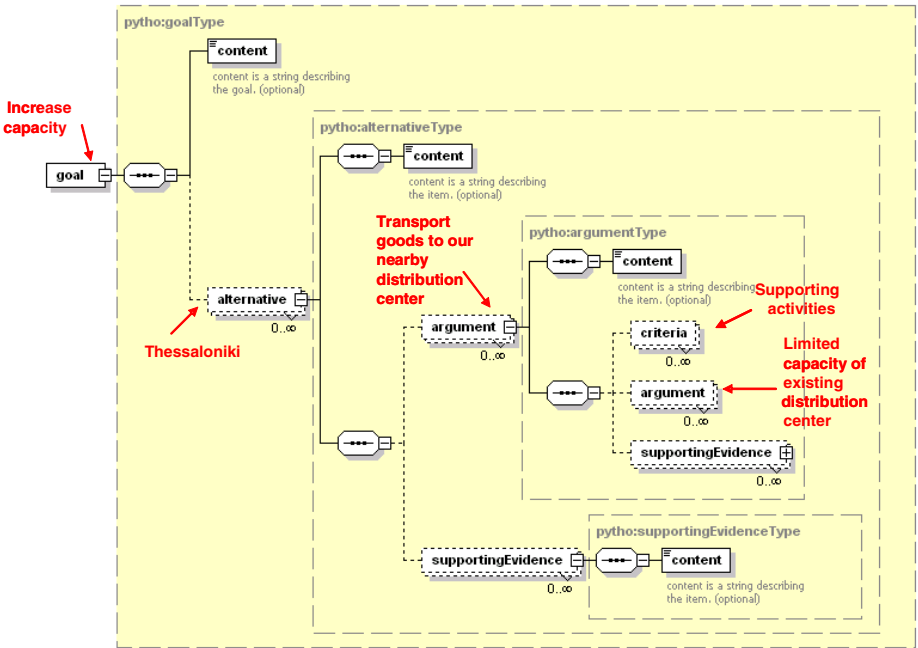 pytho:goalType
content
content is a string describing
the goal. (optional)
Increase
capacity
goal
pytho:alternativeType
content
content is a string describing
the item. (optional)
alternative
0..∞
Thessaloniki
Transport
goods to our
nearby
distribution
center
argument
0..∞
pytho:argumentType
content
content is a string describing
the item. (optional)
Supporting
activities
criteria
0..∞
Limited
capacity of
existing
distribution
center
argument
0..∞
supportingEvidence
0..∞
supportingEvidence
0..∞
pytho:supportingEvidenceType
content
content is a string describing
the item. (optional)